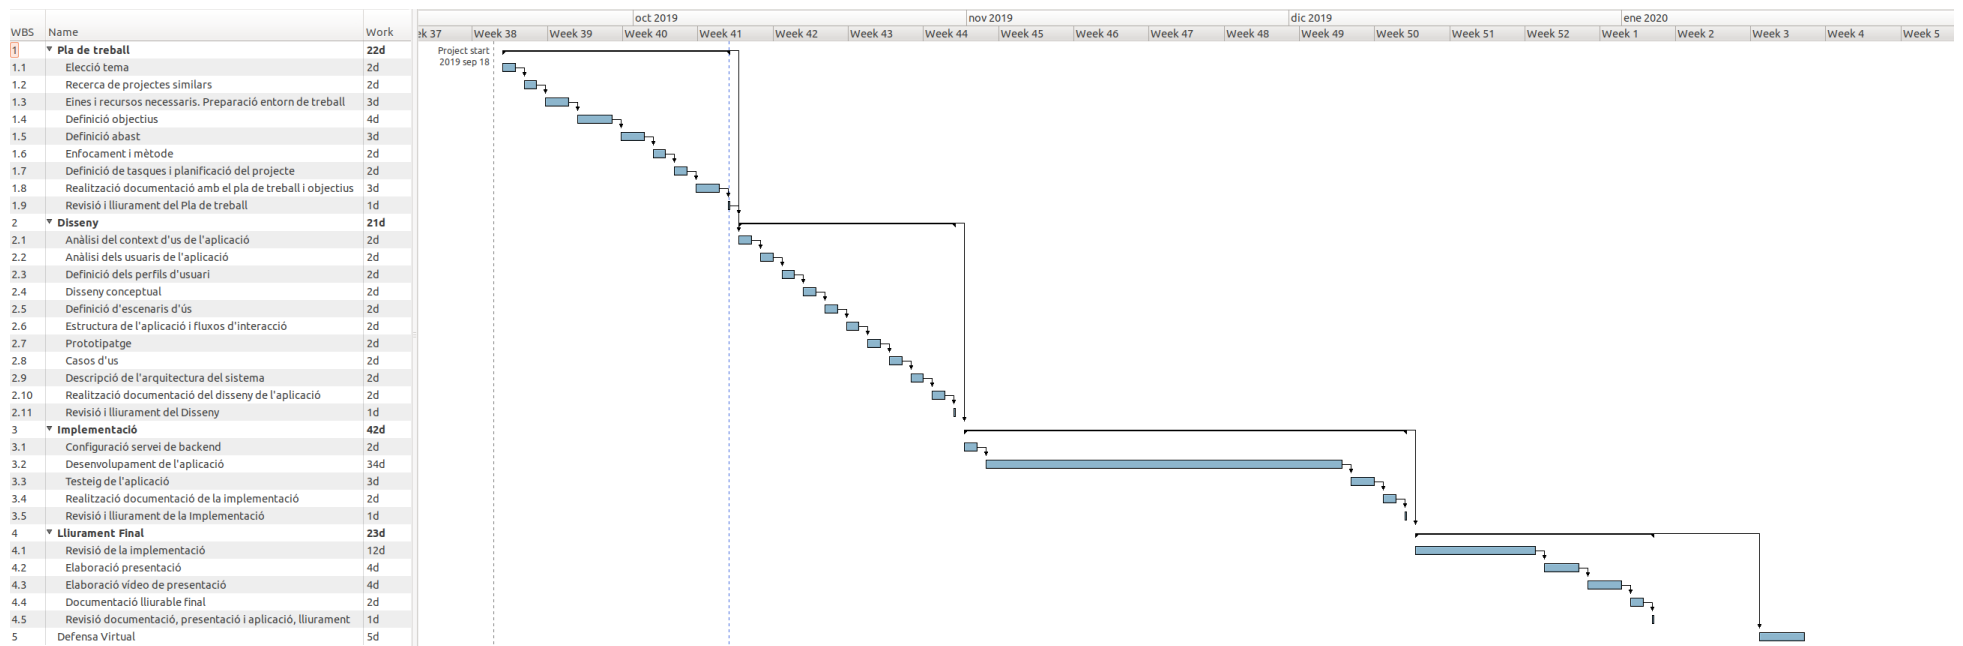 oct 2019 nov 2019 dic 2019 ene 2020
WBS Name Work ek 37 Week 38 Week 39 Week 40 Week 41 Week 42 Week 43 Week 44 Week 45 Week 46 Week 47 Week 48 Week 49 Week 50 Week 51 Week 52 Week 1 Week 2 Week 3 Week 4 Week 5
1 Pla de treball 22d
Project start
2019 sep 18
1.1 Elecció tema 2d
1.2 Recerca de projectes similars 2d
1.3 Eines i recursos necessaris. Preparació entorn de treball 3d
1.4 Definició objectius 4d
1.5 Definició abast 3d
1.6 Enfocament i mètode 2d
1.7 Definició de tasques i planificació del projecte 2d
1.8 Realització documentació amb el pla de treball i objectius 3d
1.9 Revisió i lliurament del Pla de treball 1d
2 Disseny 21d
2.1 Anàlisi del context d'us de l'aplicació 2d
2.2 Anàlisi dels usuaris de l'aplicació 2d
2.3 Definició dels perfils d'usuari 2d
2.4 Disseny conceptual 2d
2.5 Definició d'escenaris d'ús 2d
2.6 Estructura de l'aplicació i fluxos d'interacció 2d
2.7 Prototipatge 2d
2.8 Casos d'us 2d
2.9 Descripció de l'arquitectura del sistema 2d
2.10 Realització documentació del disseny de l'aplicació 2d
2.11 Revisió i lliurament del Disseny 1d
3 Implementació 42d
3.1 Configuració servei de backend 2d
3.2 Desenvolupament de l'aplicació 34d
3.3 Testeig de l'aplicació 3d
3.4 Realització documentació de la implementació 2d
3.5 Revisió i lliurament de la Implementació 1d
4 Lliurament Final 23d
4.1 Revisió de la implementació 12d
4.2 Elaboració presentació 4d
4.3 Elaboració vídeo de presentació 4d
4.4 Documentació lliurable final 2d
4.5 Revisió documentació, presentació i aplicació, lliurament 1d
5 Defensa Virtual 5d